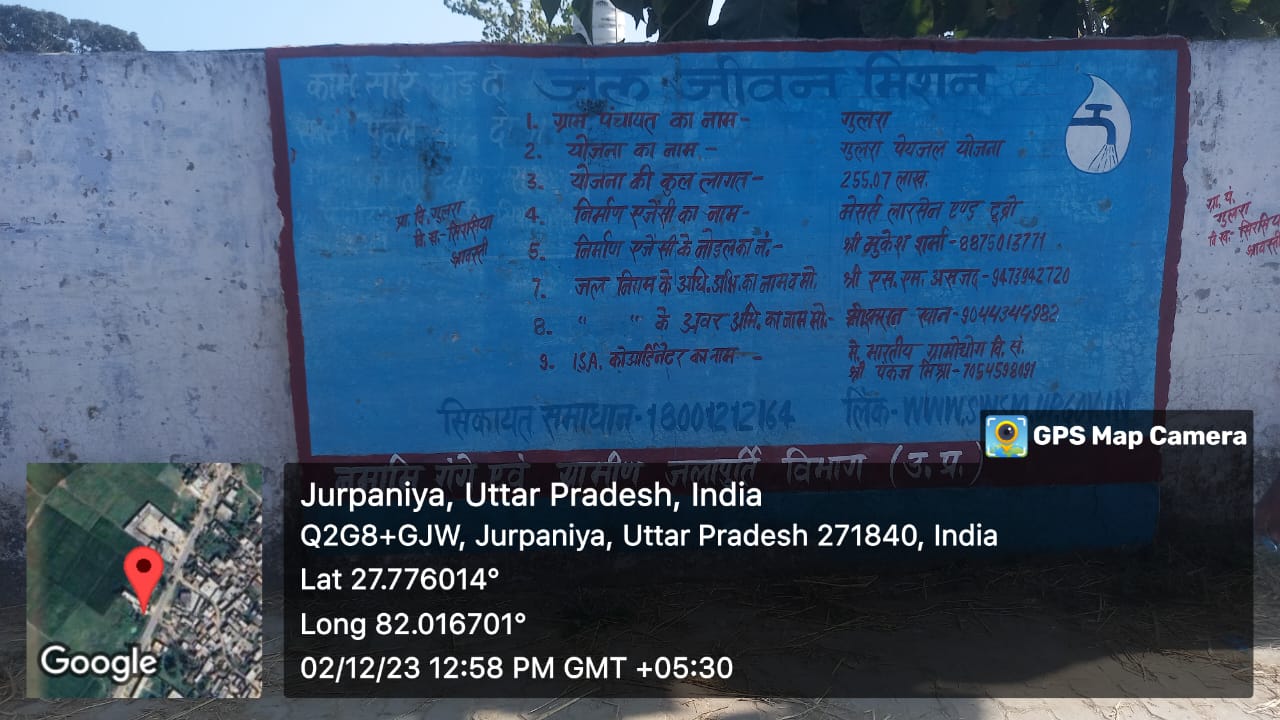 जल जीवन मिशन
1. ग्राम पंचायत का नाम - गुलरा
2. योजना का नाम - गुलरा पेयजल योजना
3. योजना की कुल लागत - 255.07 लाख.
4. निर्माण एजेंसी का नाम - मेसर्स लारसेन एण्ड टूब्रो
5. निर्माण एजेंसी के नोडल का नं. - श्री मुकेश शर्मा - 8875013771
7. जल निगम के अधि. अभि. का नाम व मो. श्री एस. एम. असजद - 9473942720
8. " " के अवर अभि. का नाम मो. - खान - 9044345982
9. ISA. कोआर्डिनेटर का नाम - मे. भारतीय ग्रामोद्योग वि. सं.
श्री पंकज मिश्रा - 7054598091
सिकायत समाधान - 18001212164 लिंक - WWW.SWSM.UP.GOV.IN
नमामि गंगे एवं ग्रामीण जलापूर्ति विभाग (उ. प्र.)
प्रा. वि. गुलरा
वि. ख. - सिरसिया
श्रावस्ती
ग्रा. पं.
गुलरा
वि. ख. सिरसि
श्रावस्ती
GPS Map Camera
Jurpaniya, Uttar Pradesh, India
Q2G8+GJW, Jurpaniya, Uttar Pradesh 271840, India
Lat 27.776014°
Long 82.016701°
02/12/23 12:58 PM GMT +05:30
Google